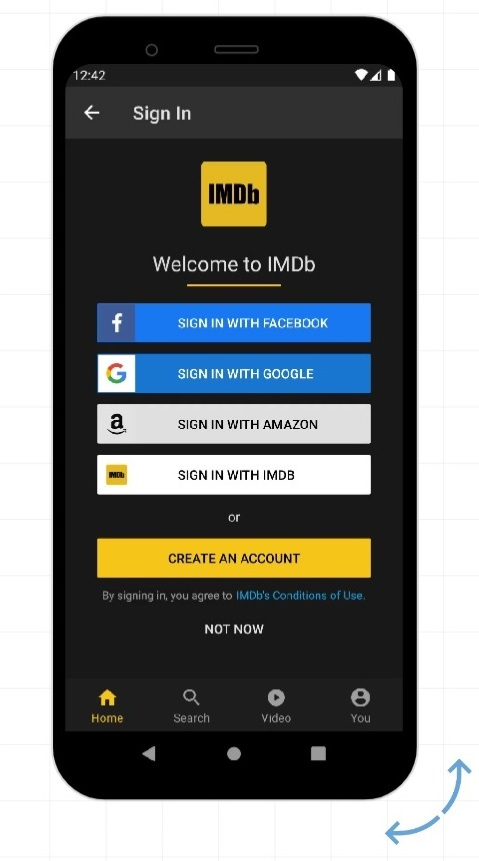 12:42
Sign In
IMDb
Welcome to IMDb
f SIGN IN WITH FACEBOOK
G SIGN IN WITH GOOGLE
a SIGN IN WITH AMAZON
IMDb SIGN IN WITH IMDB
or
CREATE AN ACCOUNT
By signing in, you agree to IMDb's Conditions of Use.
NOT NOW
Home Search Video You